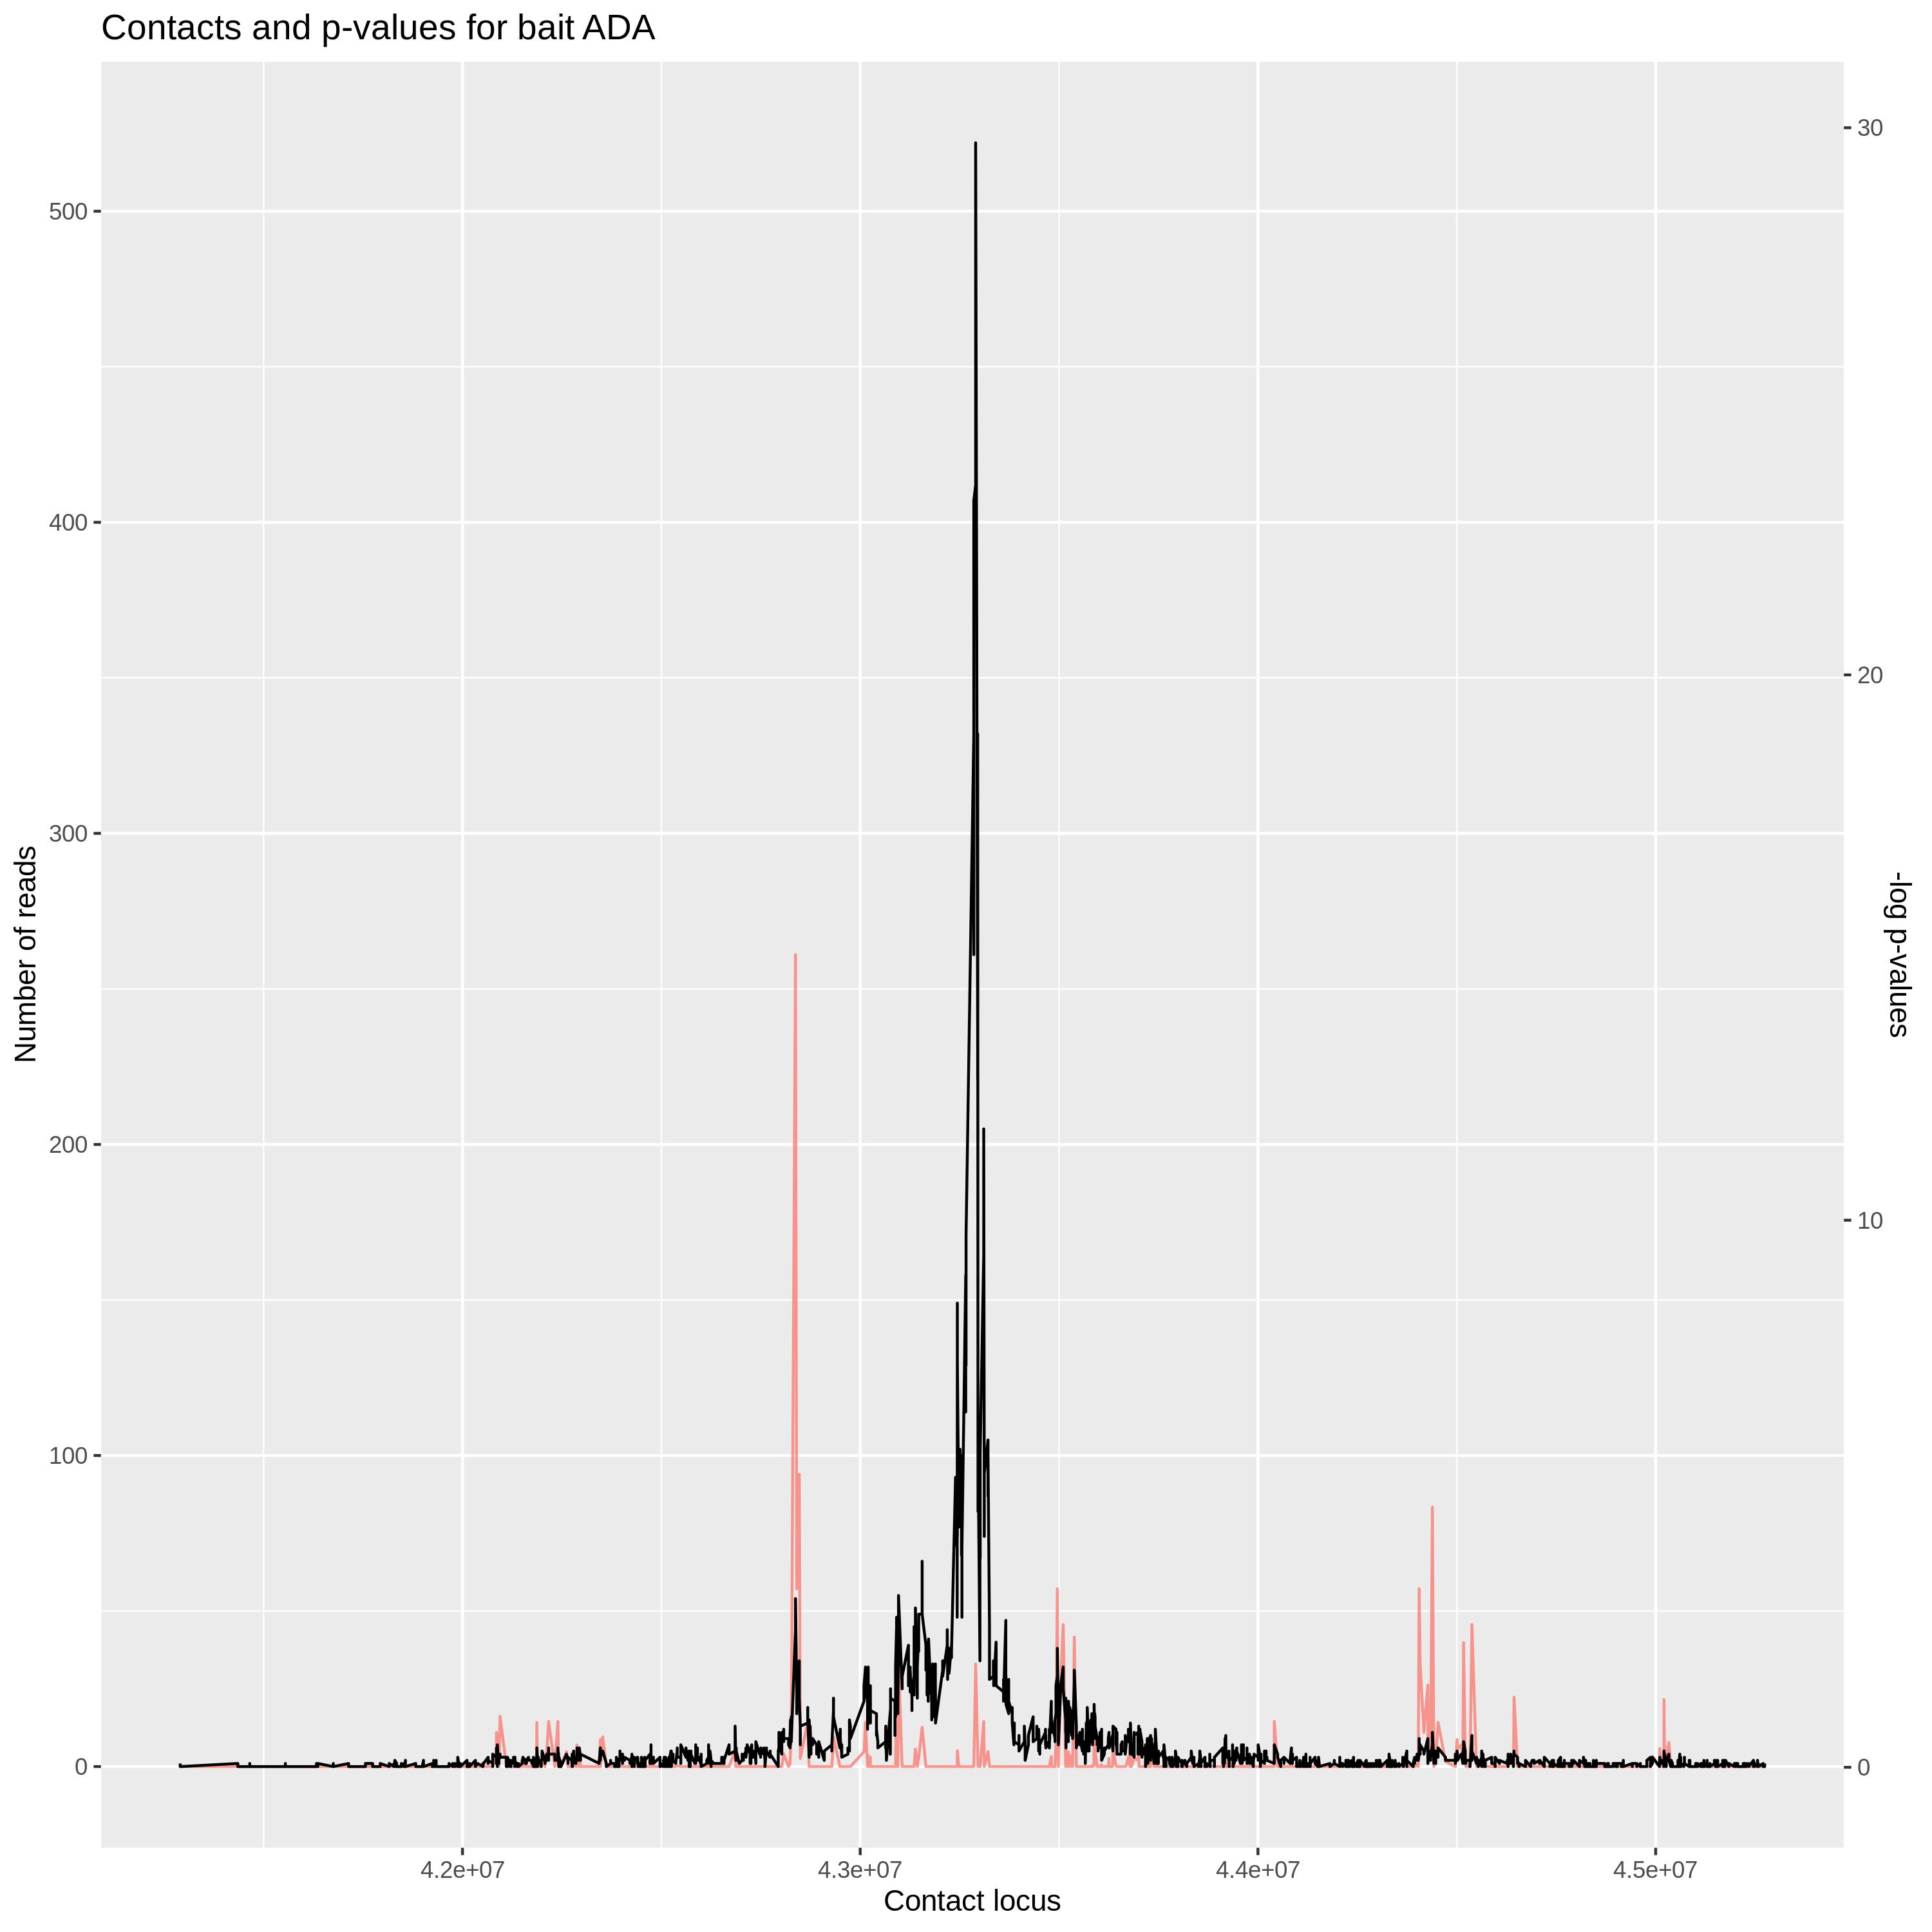 Contacts and p-values for bait ADA
Number of reads
500
400
300
200
100
0
30
20
10
0
-log p-values
4.2e+07
4.3e+07
4.4e+07
4.5e+07
Contact locus